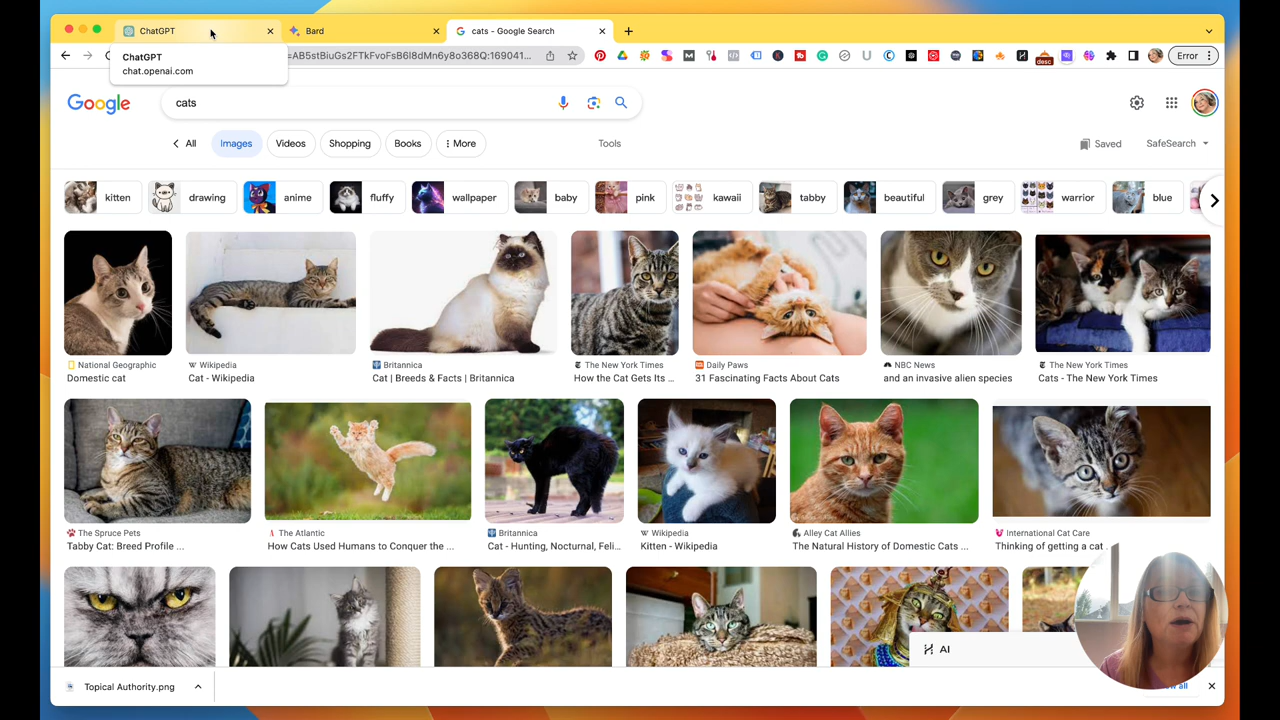 ChatGPT
Bard
cats - Google Search
=AB5stBiuGs2FTkFvoFsB6l8dMn6y8o368Q:169041...
Error
ChatGPT
chat.openai.com
desc
Google
cats
All
Images
Videos
Shopping
Books
More
Tools
Saved
SafeSearch
kitten
drawing
anime
fluffy
wallpaper
baby
pink
kawaii
tabby
beautiful
grey
warrior
blue
National Geographic
Domestic cat
Wikipedia
Cat - Wikipedia
Britannica
Cat | Breeds & Facts | Britannica
The New York Times
How the Cat Gets Its ...
Daily Paws
31 Fascinating Facts About Cats
NBC News
and an invasive alien species
The New York Times
Cats - The New York Times
The Spruce Pets
Tabby Cat: Breed Profile ...
The Atlantic
How Cats Used Humans to Conquer the ...
Britannica
Cat - Hunting, Nocturnal, Feli...
Wikipedia
Kitten - Wikipedia
Alley Cat Allies
The Natural History of Domestic Cats ...
International Cat Care
Thinking of getting a cat
AI
Topical Authority.png
all